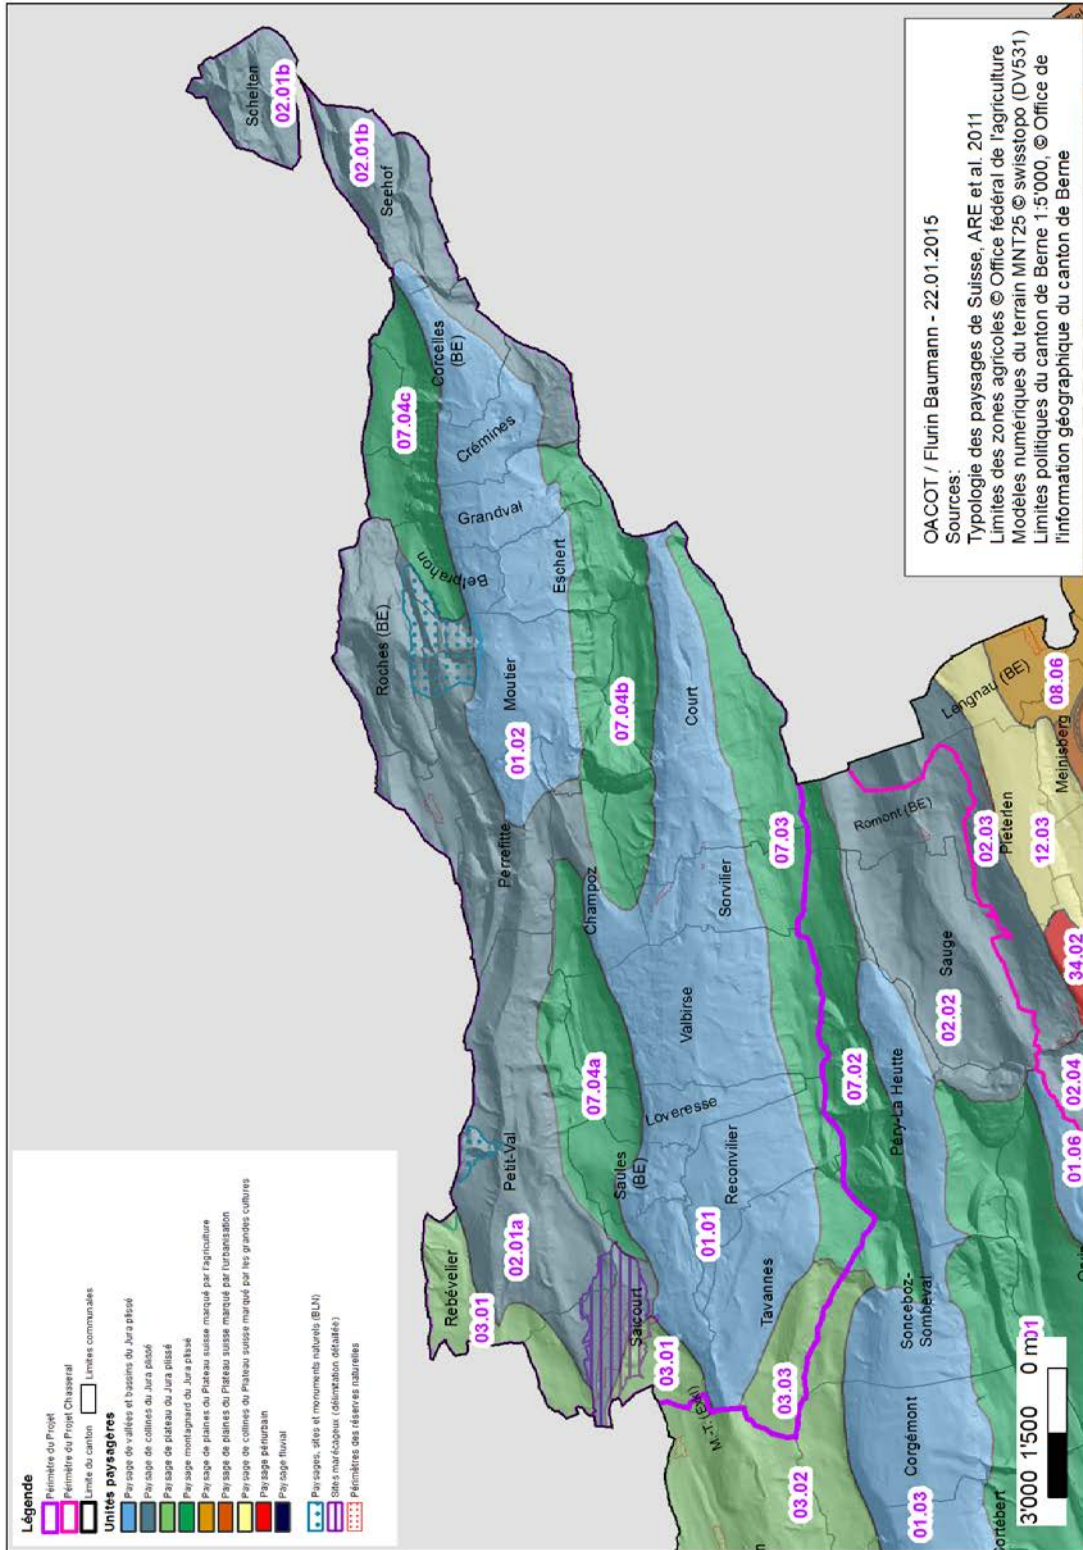 Légende
Périmètre du Projet
Périmètre du Projet Chasseral
Limite du canton
Limites communales
Unités paysagères
Paysage de vallées et bassins du Jura plissé
Paysage de collines du Jura plissé
Paysage de plateau du Jura plissé
Paysage montagnard du Jura plissé
Paysage de plaines du Plateau suisse marqué par l'agriculture
Paysage de plaines du Plateau suisse marqué par l'urbanisation
Paysage de collines du Plateau suisse marqué par les grandes cultures
Paysage périurbain
Paysage fluvial
Paysages, sites et monuments naturels (BLN)
Sites marécageux (délimitation détaillée)
Périmètres des réserves naturelles
Schelten
02.01b
02.01b
Seehof
Corcelles
(BE)
07.04c
Crémines
Grandval
Belprahon
Eschert
Roches (BE)
Moutier
01.02
07.04b
Court
Perrefitte
Champoz
Sorvilier
07.03
Romont (BE)
Lengnau (BE)
08.06
Meinisberg
02.03
Pieterlen
12.03
34.02
Sauge
02.02
Valbirse
07.04a
Loveresse
07.02
Péry-La Heutte
02.04
01.06
Petit-Val
02.01a
Saules
(BE)
Reconvilier
01.01
Rebévelier
03.01
Saicourt
03.01
Tavannes
03.03
Sonceboz-
Sombeval
03.02
Corgémont
01.03
ortébert
3'000 1'500 0 m
OACOT / Flurin Baumann - 22.01.2015
Sources:
Typologie des paysages de Suisse, ARE et al. 2011
Limites des zones agricoles © Office fédéral de l'agriculture
Modèles numériques du terrain MNT25 © swisstopo (DV531)
Limites politiques du canton de Berne 1:5'000, © Office de
l'information géographique du canton de Berne